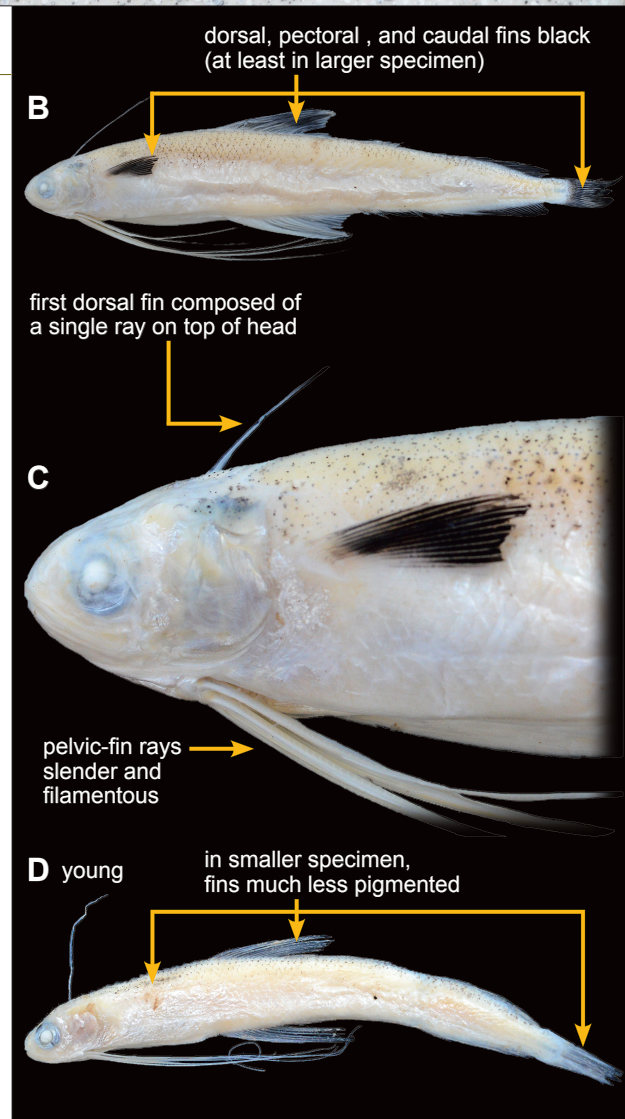 dorsal, pectoral , and caudal fins black
(at least in larger specimen)
B
first dorsal fin composed of
a single ray on top of head
C
pelvic-fin rays
slender and
filamentous
D young
in smaller specimen,
fins much less pigmented